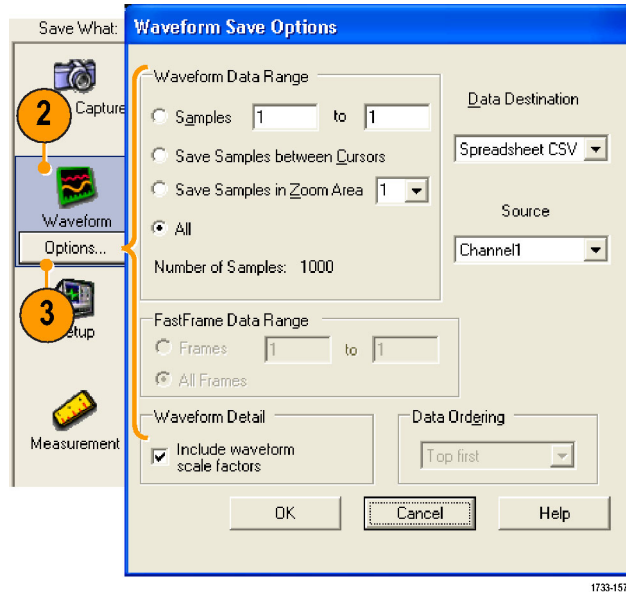 Save What:
Capture
2
Waveform
Options...
3
etup
Measurement
Waveform Save Options
Waveform Data Range
Samples 1 to 1
Save Samples between Cursors
Save Samples in Zoom Area 1
All
Number of Samples: 1000
Data Destination
Spreadsheet CSV
Source
Channel1
FastFrame Data Range
Frames 1 to 1
All Frames
Waveform Detail
Include waveform
scale factors
Data Ordering
Top first
OK Cancel Help
1733-157